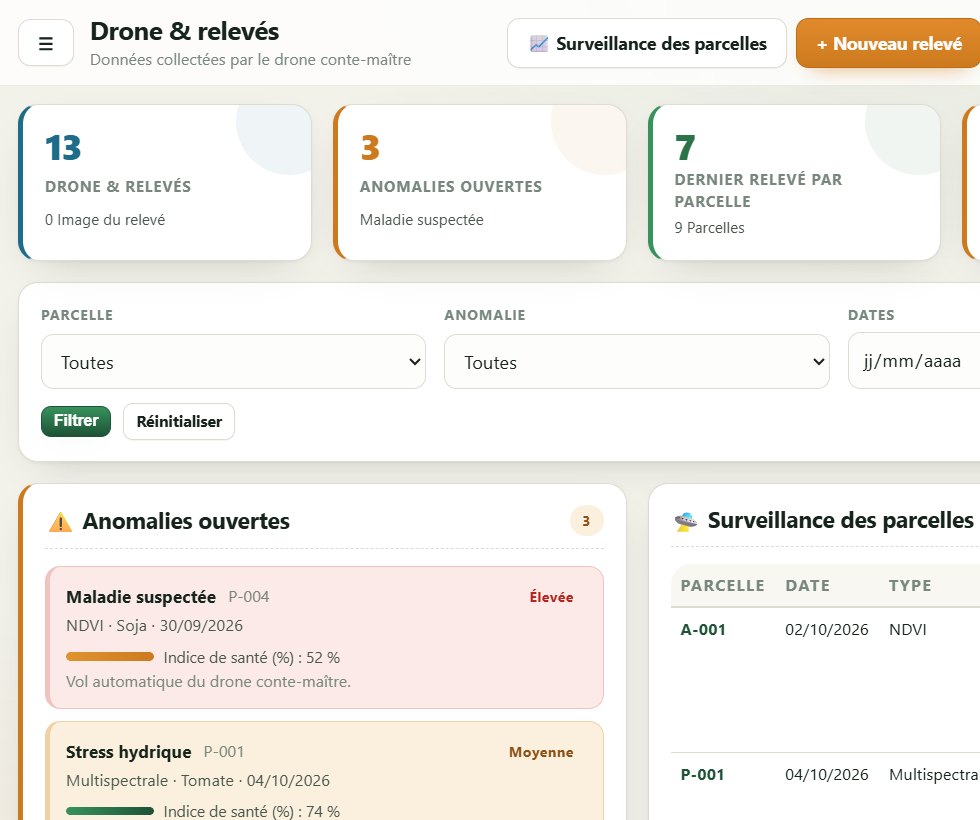 Drone & relevés
Données collectées par le drone conte-maître
Surveillance des parcelles
+ Nouveau relevé
13
DRONE & RELEVÉS
0 Image du relevé
3
ANOMALIES OUVERTES
Maladie suspectée
7
DERNIER RELEVÉ PAR
PARCELLE
9 Parcelles
PARCELLE
Toutes
ANOMALIE
Toutes
DATES
jj/mm/aaaa
Filtrer
Réinitialiser
Anomalies ouvertes
3
Maladie suspectée P-004 Élevée
NDVI · Soja · 30/09/2026
Indice de santé (%) : 52 %
Vol automatique du drone conte-maître.
Stress hydrique P-001 Moyenne
Multispectrale · Tomate · 04/10/2026
Indice de santé (%) : 74 %
Surveillance des parcelles
PARCELLE DATE TYPE
A-001 02/10/2026 NDVI
P-001 04/10/2026 Multispectra